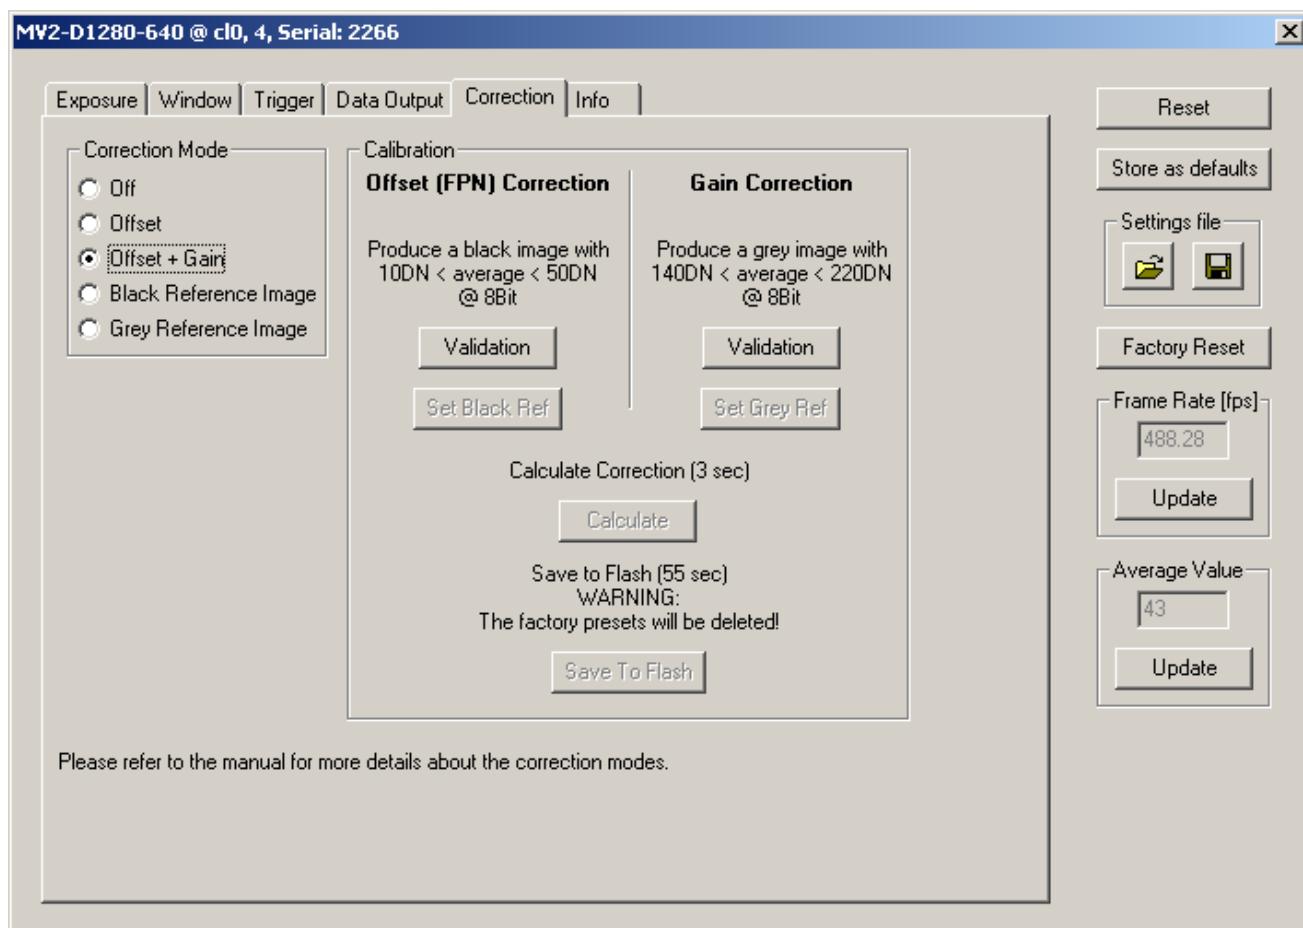 MV2-D1280-640 @ cl0, 4, Serial: 2266
Exposure Window Trigger Data Output Correction Info
Correction Mode
Off
Offset
Offset + Gain
Black Reference Image
Grey Reference Image
Calibration
Offset (FPN) Correction
Produce a black image with
10DN < average < 50DN
@ 8Bit
Validation
Set Black Ref
Gain Correction
Produce a grey image with
140DN < average < 220DN
@ 8Bit
Validation
Set Grey Ref
Calculate Correction (3 sec)
Calculate
Save to Flash (55 sec)
WARNING:
The factory presets will be deleted!
Save To Flash
Please refer to the manual for more details about the correction modes.
Reset
Store as defaults
Settings file
Factory Reset
Frame Rate [fps]
488.28
Update
Average Value
43
Update